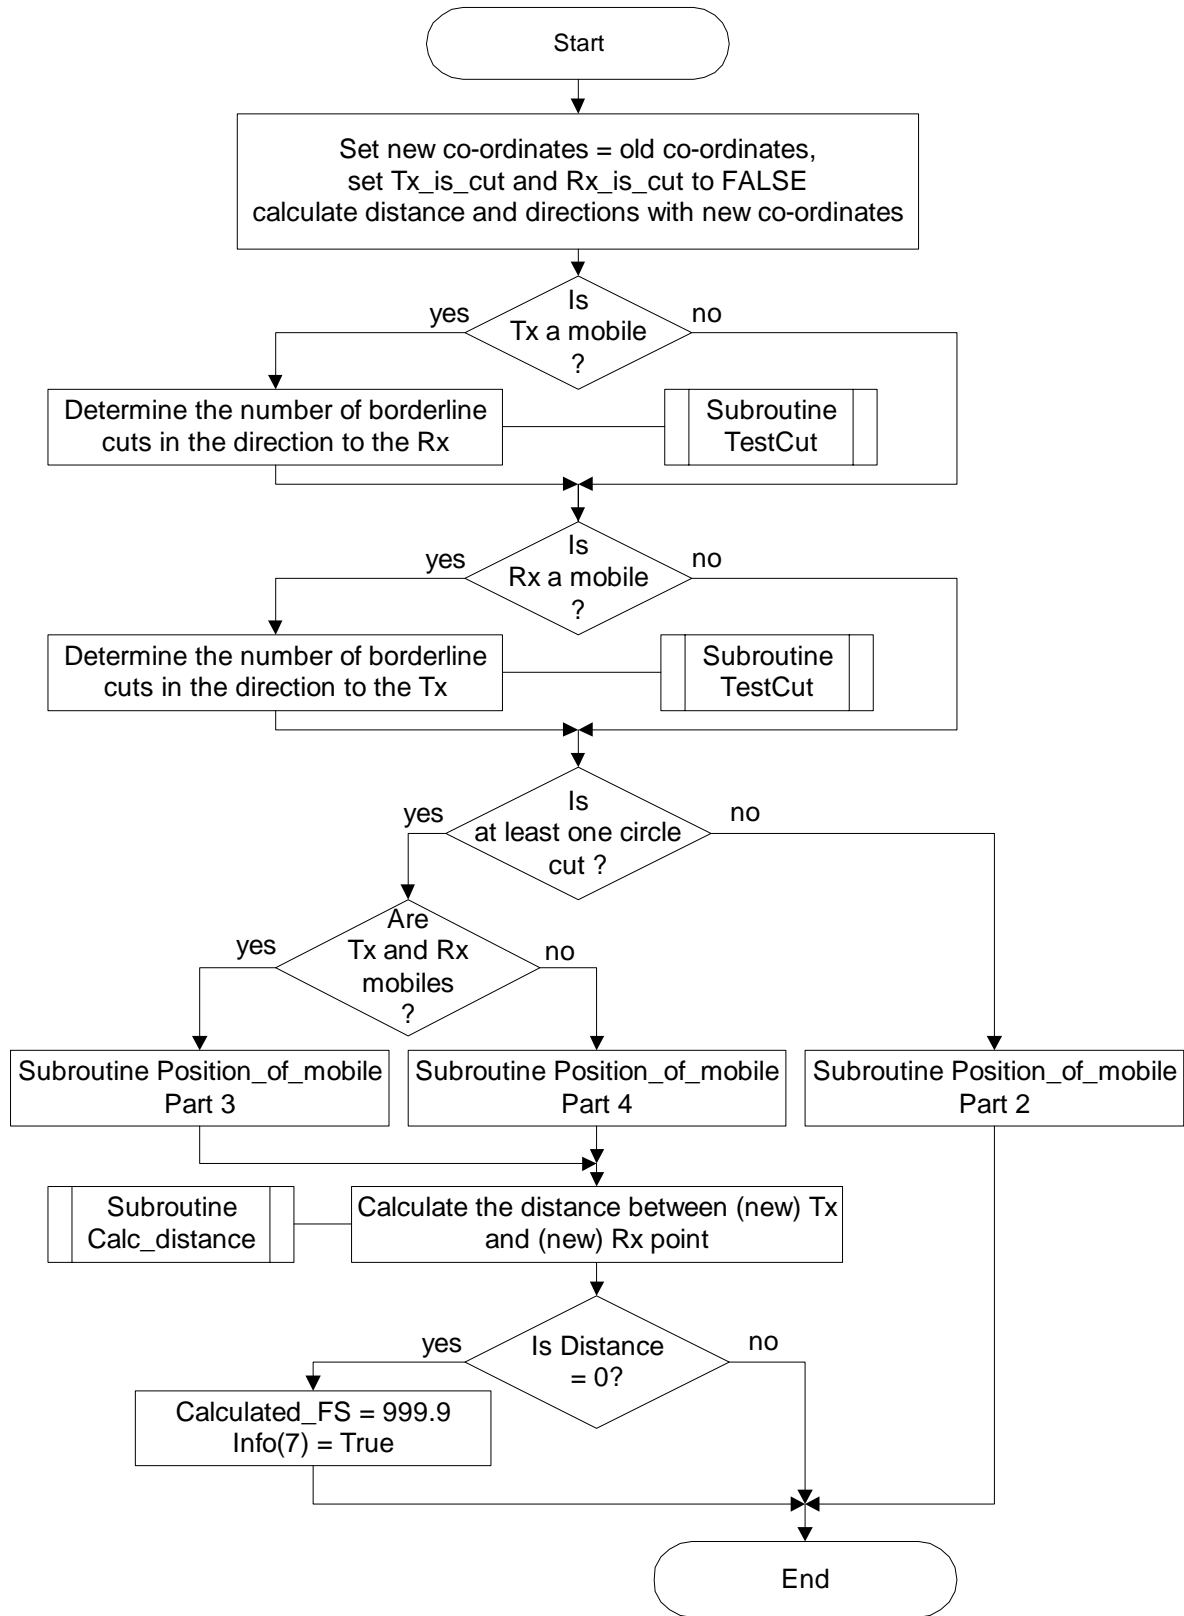 Start
Set new co-ordinates = old co-ordinates,
set Tx_is_cut and Rx_is_cut to FALSE
calculate distance and directions with new co-ordinates
Is
Tx a mobile
?
yes
no
Determine the number of borderline
cuts in the direction to the Rx
Subroutine
TestCut
Is
Rx a mobile
?
yes
no
Determine the number of borderline
cuts in the direction to the Tx
Subroutine
TestCut
Is
at least one circle
cut ?
yes
no
Are
Tx and Rx
mobiles
?
yes
no
Subroutine Position_of_mobile
Part 3
Subroutine Position_of_mobile
Part 4
Subroutine Position_of_mobile
Part 2
Subroutine
Calc_distance
Calculate the distance between (new) Tx
and (new) Rx point
Is Distance
= 0?
yes
no
Calculated_FS = 999.9
Info(7) = True
End